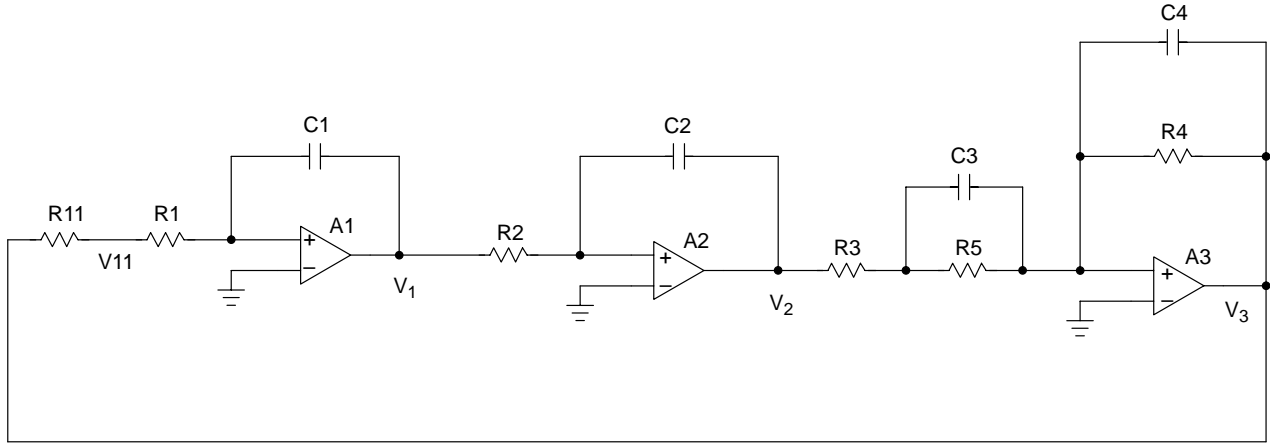 C4
R4
C1
C2
C3
R11
R1
A1
R2
A2
R3
R5
A3
V11
V1
V2
V3
+
−
+
−
+
−